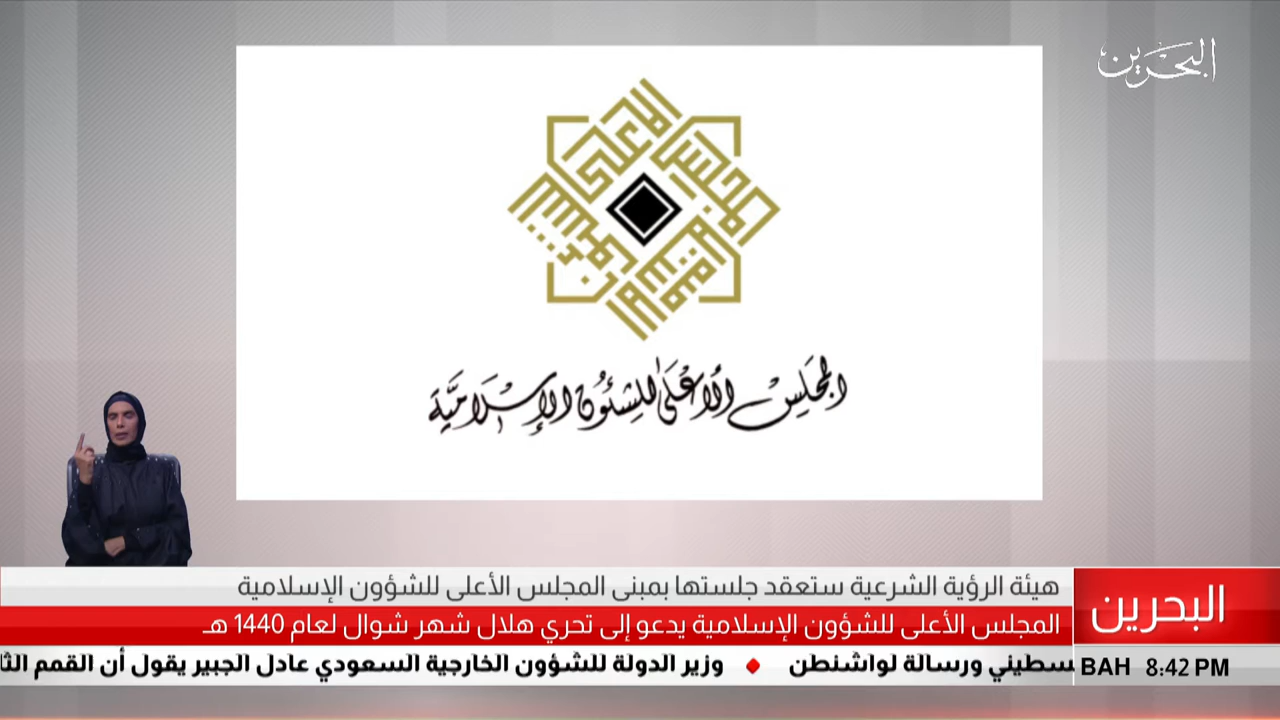 البحرين
المجلس الأعلى للشئون الإسلامية
هيئة الرؤية الشرعية ستعقد جلستها بمبنى المجلس الأعلى للشؤون الإسلامية
البحرين
المجلس الأعلى للشؤون الإسلامية يدعو إلى تحري هلال شهر شوال لعام 1440 هـ
ورسالة لواشنطن ♦ وزير الدولة للشؤون الخارجية السعودي عادل الجبير يقول أن القمم
BAH 8:42 PM